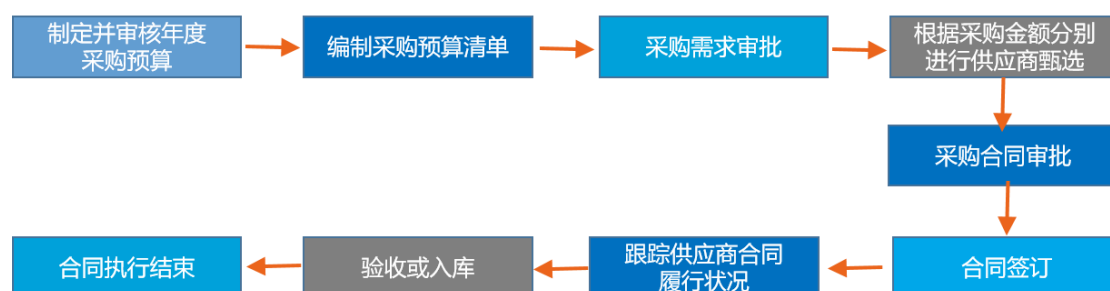 制定并审核年度
采购预算
编制采购预算清单
采购需求审批
根据采购金额分别
进行供应商甄选
采购合同审批
合同签订
跟踪供应商合同
履行状况
验收或入库
合同执行结束